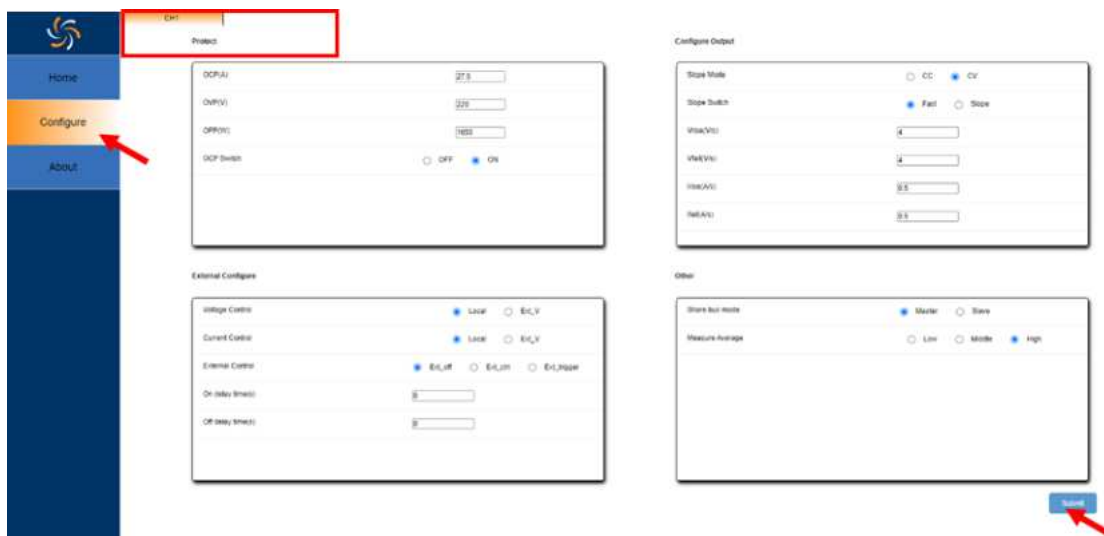 CH1
Home
Configure
About
Protect
OCP(A) 27.5
OVP(V) 220
OPP(W) 1650
OCP Switch OFF ON
Configure Output
Slope Mode CC CV
Slope Switch Fast Slope
Vrise(V/s) 4
Vfell(V/s) 4
Irise(A/s) 0.5
Ifell(A/s) 0.5
External Configure
Voltage Control Local Ext_V
Current Control Local Ext_V
External Control Ext_off Ext_ctrl Ext_trigger
On delay time(s) 0
Off delay time(s) 0
Other
Share bus mode Master Slave
Measure Average Low Middle High
Submit